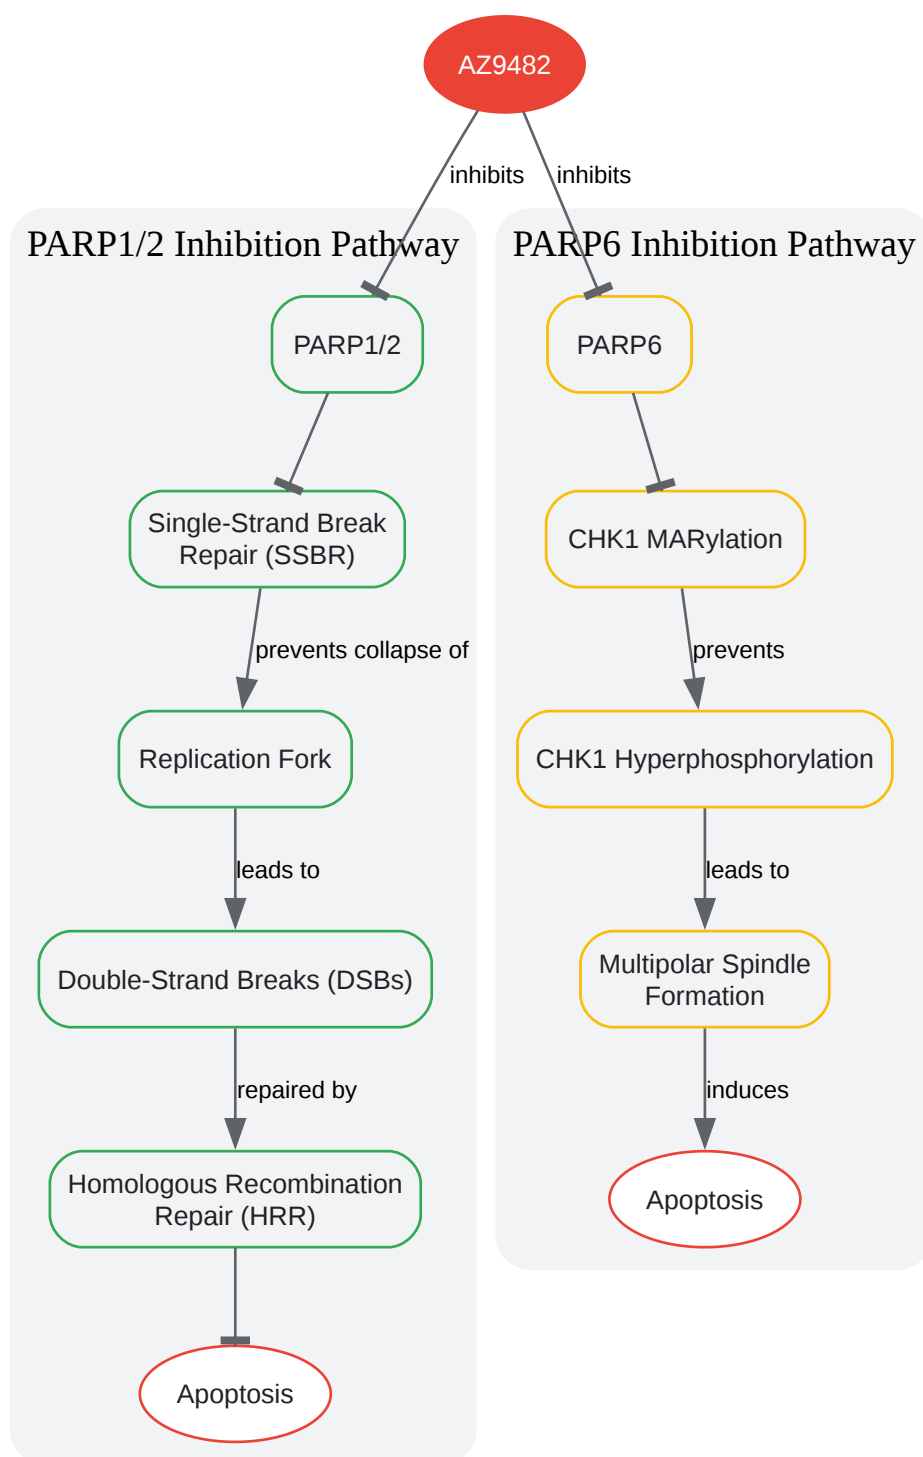 AZ9482
inhibits
inhibits
PARP1/2 Inhibition Pathway
PARP6 Inhibition Pathway
PARP1/2
PARP6
Single-Strand Break
Repair (SSBR)
CHK1 MARylation
prevents collapse of
prevents
Replication Fork
CHK1 Hyperphosphorylation
leads to
leads to
Double-Strand Breaks (DSBs)
Multipolar Spindle
Formation
repaired by
induces
Homologous Recombination
Repair (HRR)
Apoptosis
Apoptosis